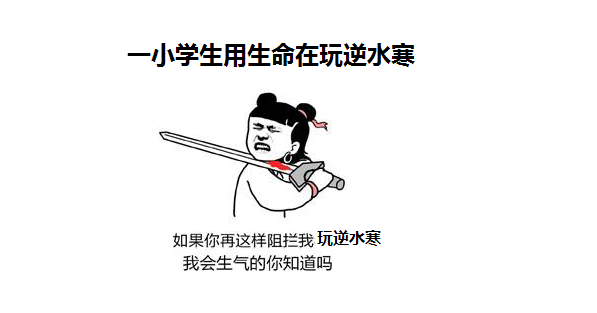 一小学生用生命在玩逆水寒
如果你再这样阻拦我 玩逆水寒
我会生气的你知道吗